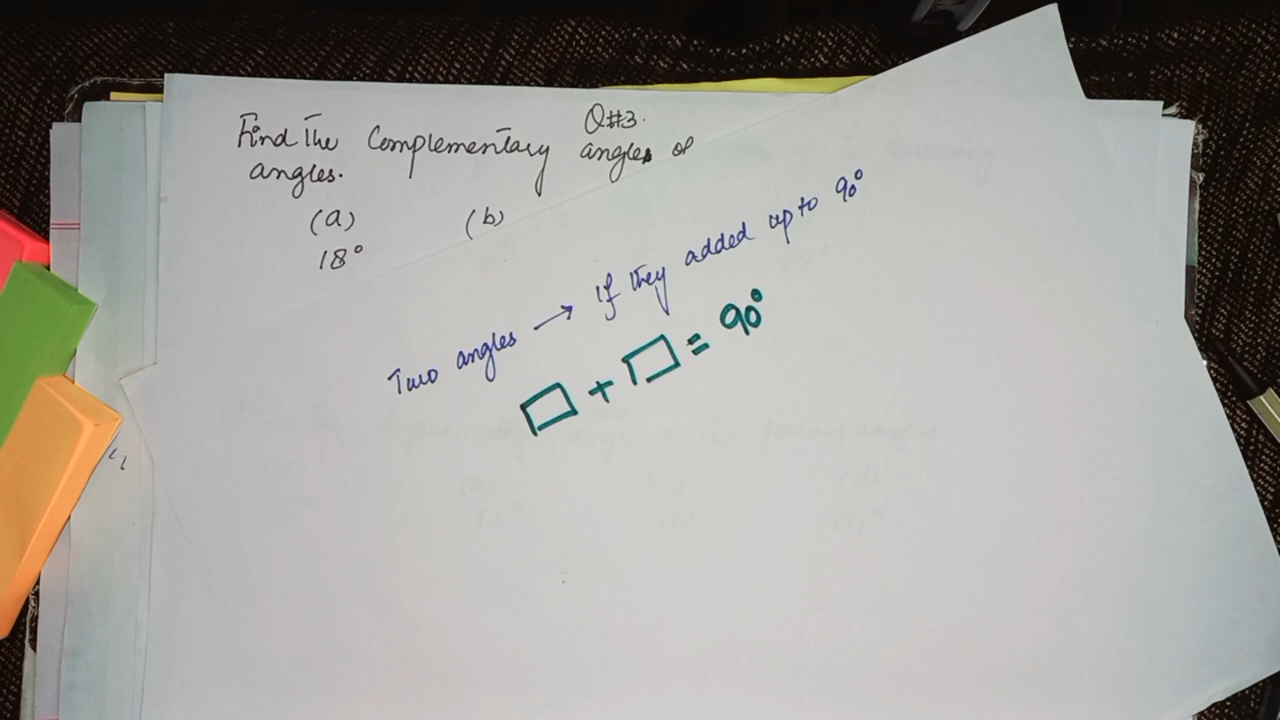 Q#3.
Find The Complementary angles of
angles.
(a) (b)
18°
Two angles → If they added up to 90°
□ + □ = 90°